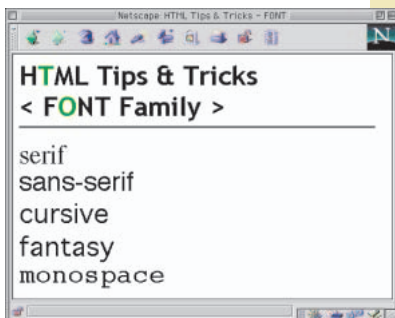 Netscape: HTML Tips & Tricks - FONT
N
HTML Tips & Tricks
< FONT Family >
serif
sans-serif
cursive
fantasy
monospace